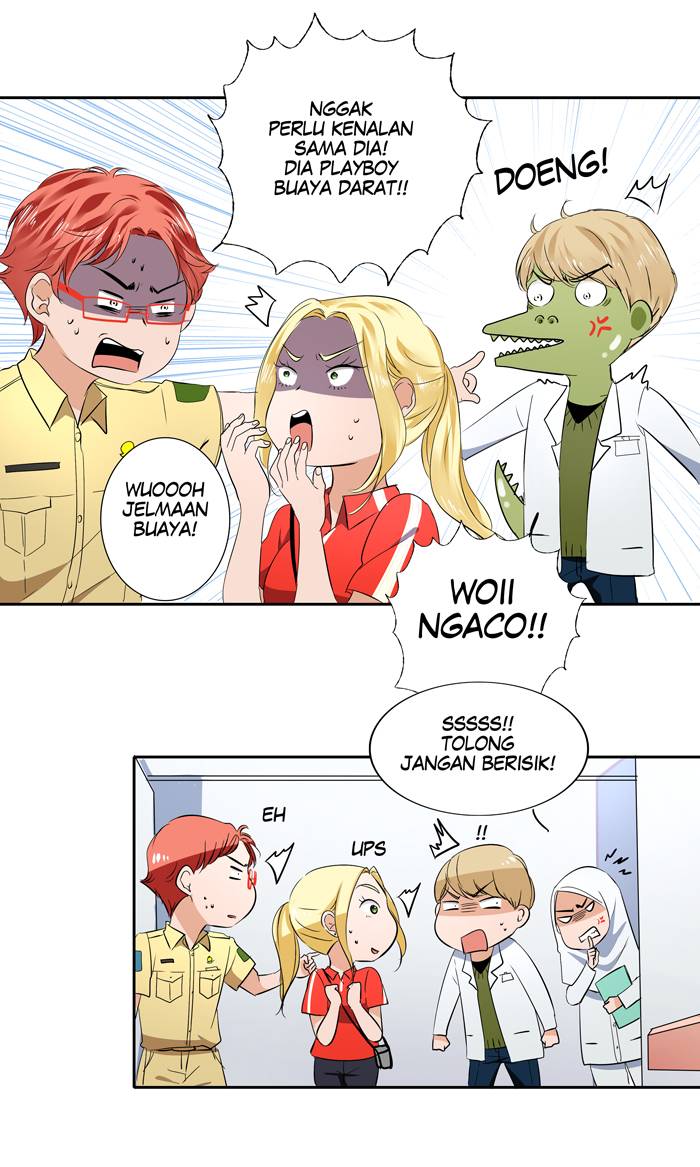 NGGAK
PERLU KENALAN
SAMA DIA!
DIA PLAYBOY
BUAYA DARAT!!
DOENG!
WUOOOH
JELMAAN
BUAYA!
WOII
NGACO!!
SSSSS!!
TOLONG
JANGAN BERISIK!
EH
UPS
!!